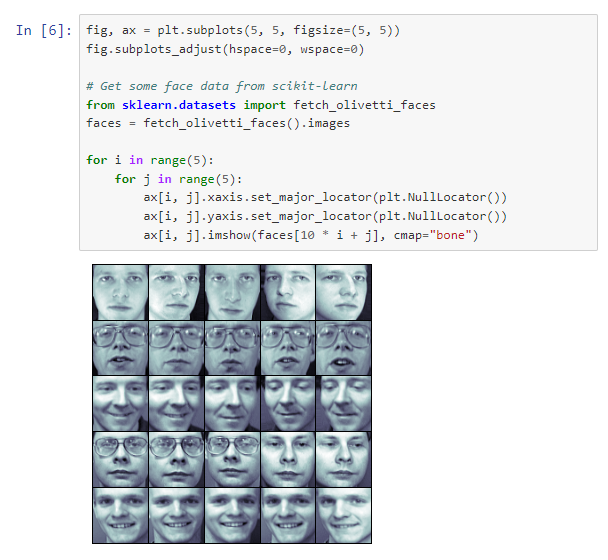 In [6]:
fig, ax = plt.subplots(5, 5, figsize=(5, 5))
fig.subplots_adjust(hspace=0, wspace=0)
# Get some face data from scikit-learn
from sklearn.datasets import fetch_olivetti_faces
faces = fetch_olivetti_faces().images
for i in range(5):
    for j in range(5):
        ax[i, j].xaxis.set_major_locator(plt.NullLocator())
        ax[i, j].yaxis.set_major_locator(plt.NullLocator())
        ax[i, j].imshow(faces[10 * i + j], cmap="bone")